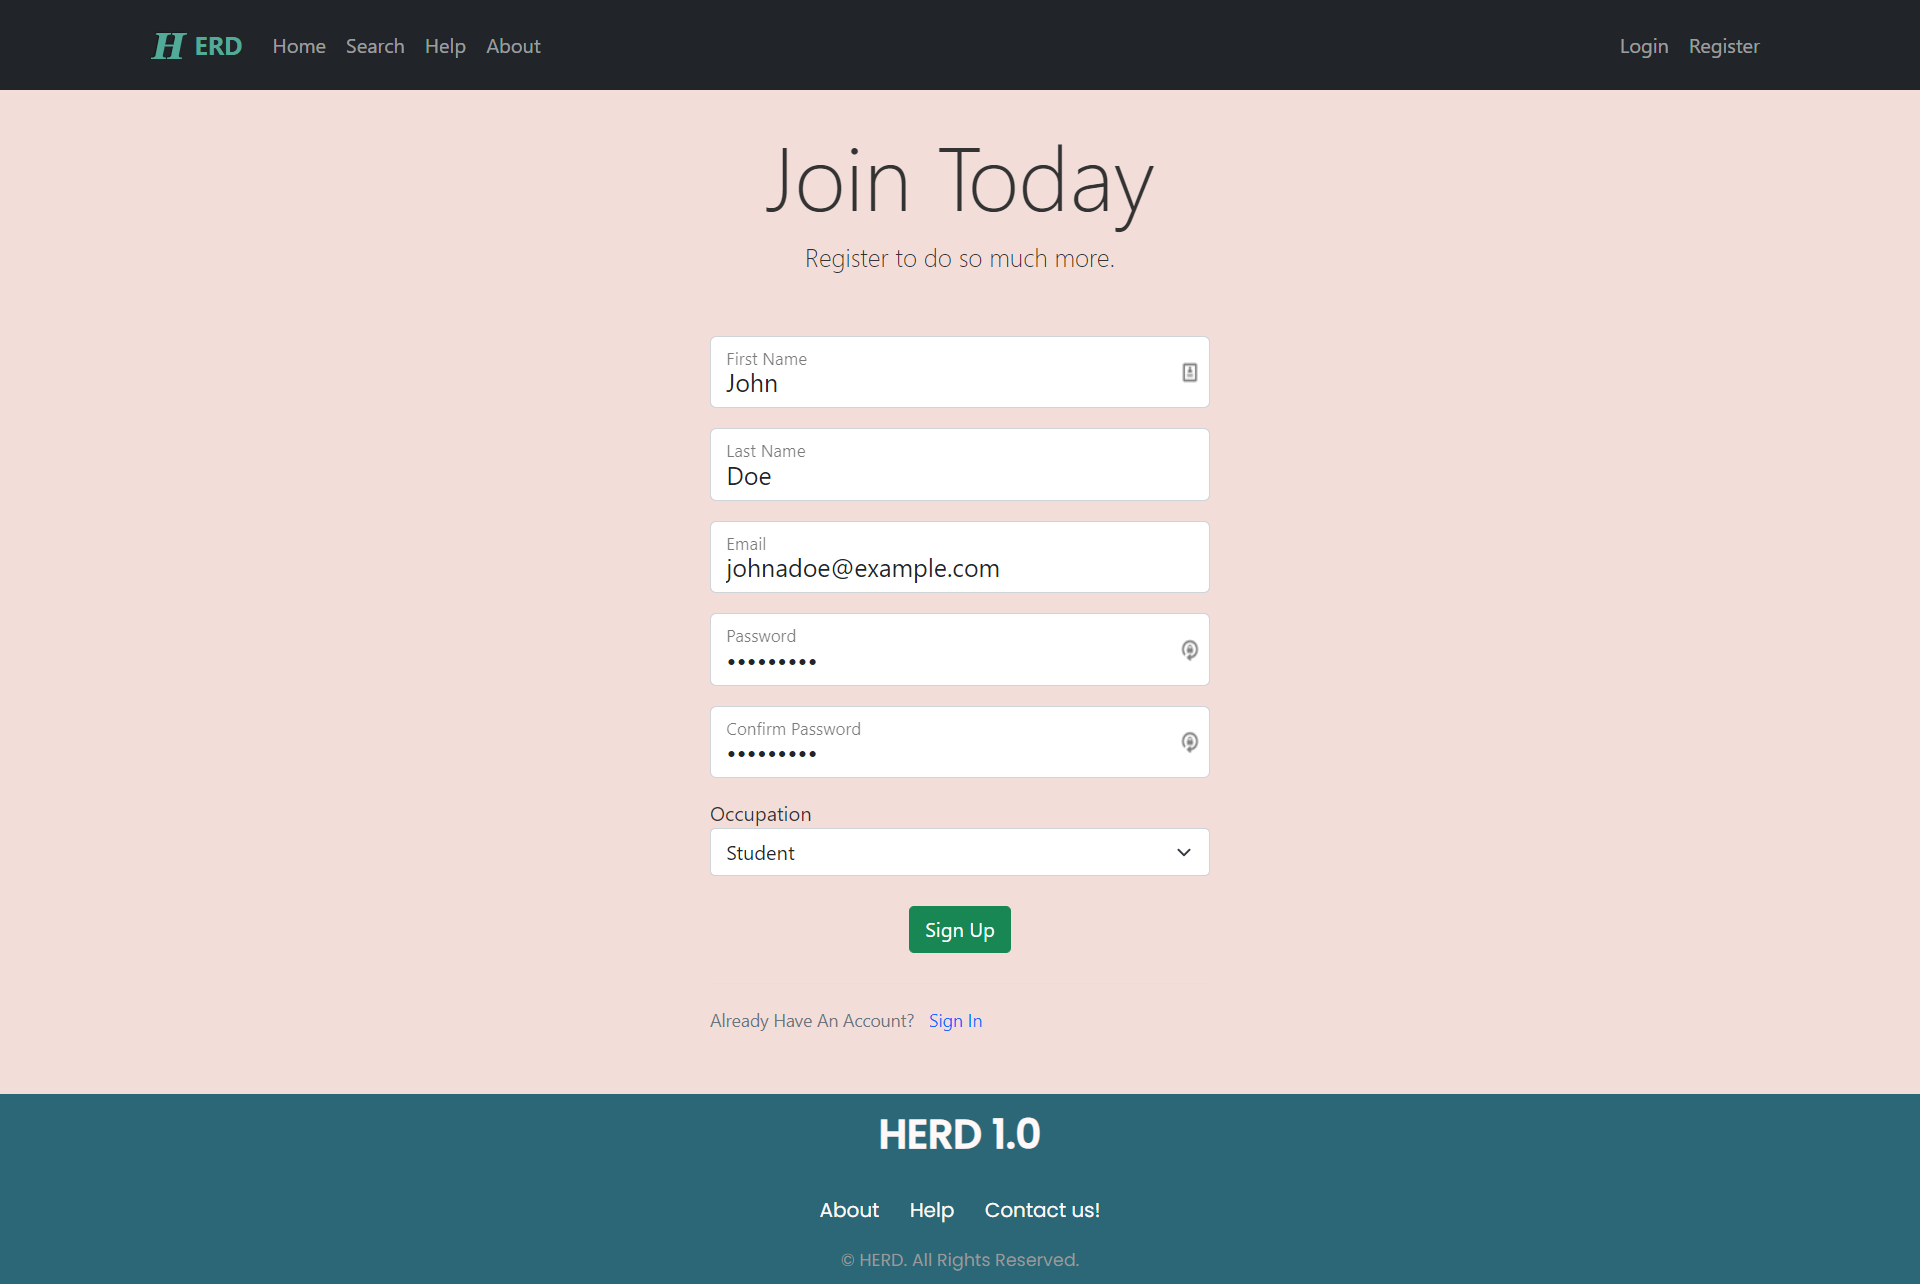 H ERD Home Search Help About Login Register
Join Today
Register to do so much more.
First Name
John
Last Name
Doe
Email
johnadoe@example.com
Password
•••••••••
Confirm Password
•••••••••
Occupation
Student
Sign Up
Already Have An Account? Sign In
HERD 1.0
About Help Contact us!
© HERD. All Rights Reserved.